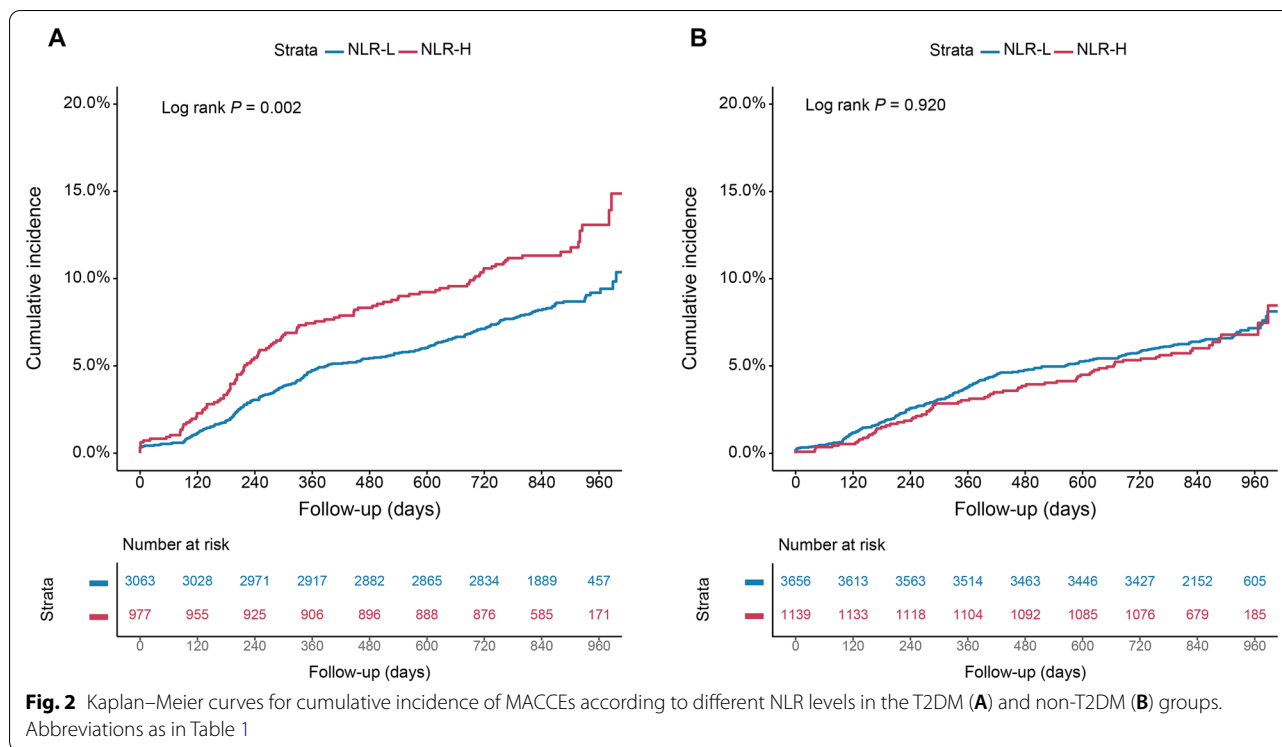 A
Strata NLR-L NLR-H
Log rank P = 0.002
20.0%
15.0%
10.0%
5.0%
0.0%
Cumulative incidence
0 120 240 360 480 600 720 840 960
Follow-up (days)
Number at risk
Strata
3063 3028 2971 2917 2882 2865 2834 1889 457
977 955 925 906 896 888 876 585 171
0 120 240 360 480 600 720 840 960
Follow-up (days)
B
Strata NLR-L NLR-H
Log rank P = 0.920
20.0%
15.0%
10.0%
5.0%
0.0%
Cumulative incidence
0 120 240 360 480 600 720 840 960
Follow-up (days)
Number at risk
Strata
3656 3613 3563 3514 3463 3446 3427 2152 605
1139 1133 1118 1104 1092 1085 1076 679 185
0 120 240 360 480 600 720 840 960
Follow-up (days)
Fig. 2 Kaplan–Meier curves for cumulative incidence of MACCEs according to different NLR levels in the T2DM (A) and non-T2DM (B) groups.
Abbreviations as in Table 1